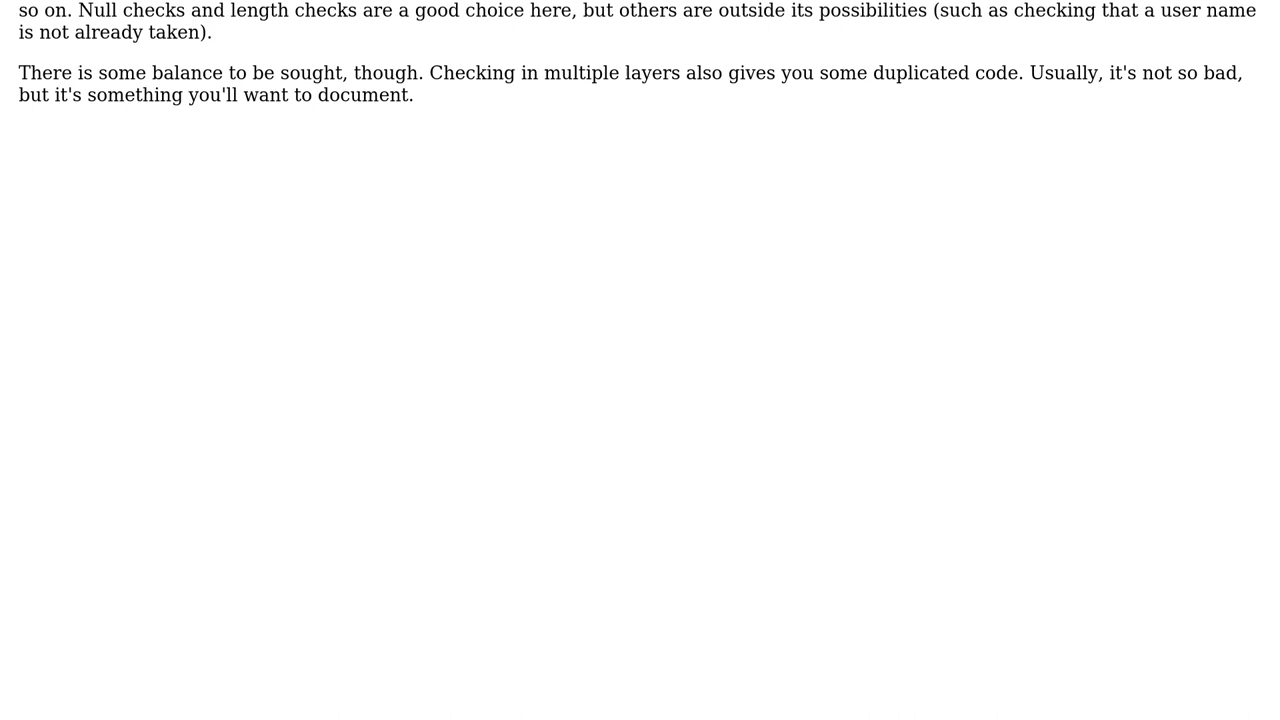 so on. Null checks and length checks are a good choice here, but others are outside its possibilities (such as checking that a user name
is not already taken).
There is some balance to be sought, though. Checking in multiple layers also gives you some duplicated code. Usually, it's not so bad,
but it's something you'll want to document.